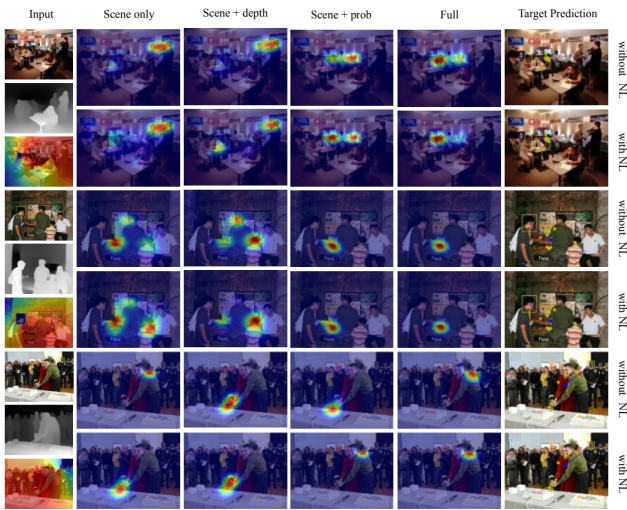 Input Scene only Scene + depth Scene + prob Full Target Prediction
without NL
with NL
without NL
with NL
without NL
with NL